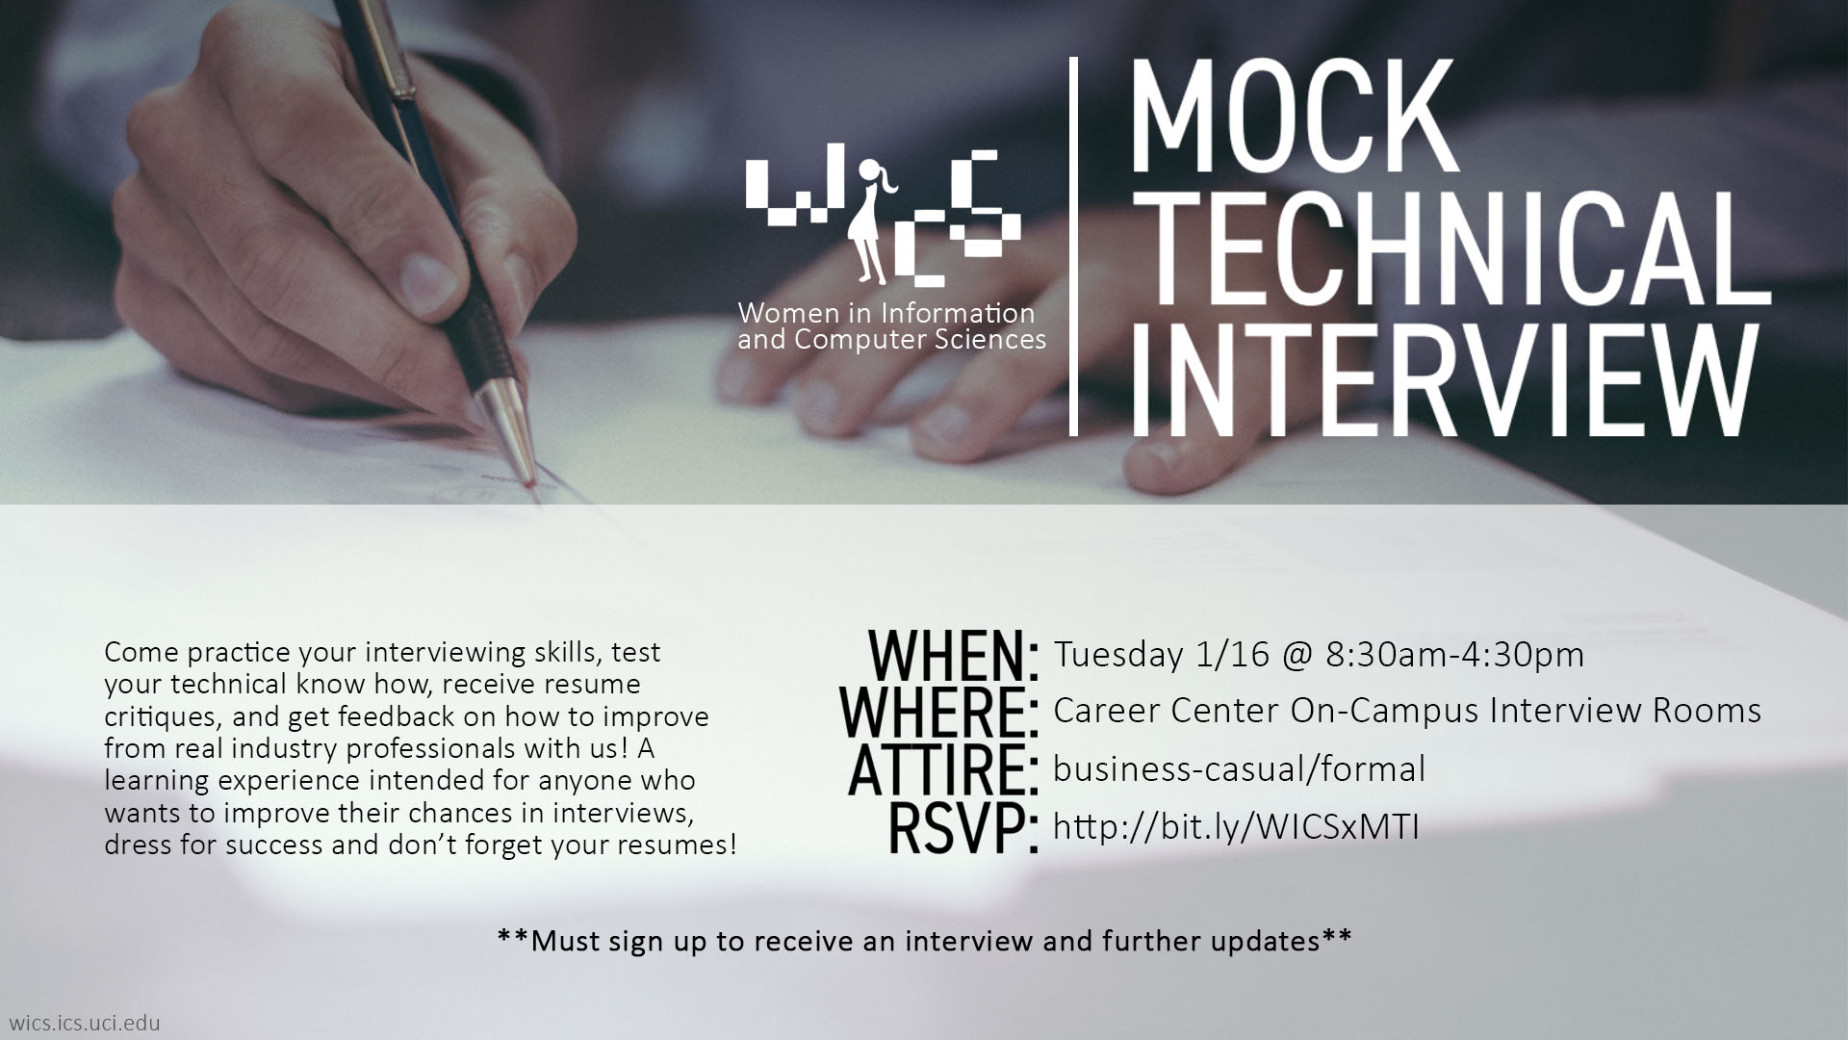 WiCS
Women in Information
and Computer Sciences
MOCK
TECHNICAL
INTERVIEW
Come practice your interviewing skills, test
your technical know how, receive resume
critiques, and get feedback on how to improve
from real industry professionals with us! A
learning experience intended for anyone who
wants to improve their chances in interviews,
dress for success and don’t forget your resumes!
WHEN: Tuesday 1/16 @ 8:30am-4:30pm
WHERE: Career Center On-Campus Interview Rooms
ATTIRE: business-casual/formal
RSVP: http://bit.ly/WICSxMTI
**Must sign up to receive an interview and further updates**
wics.ics.uci.edu